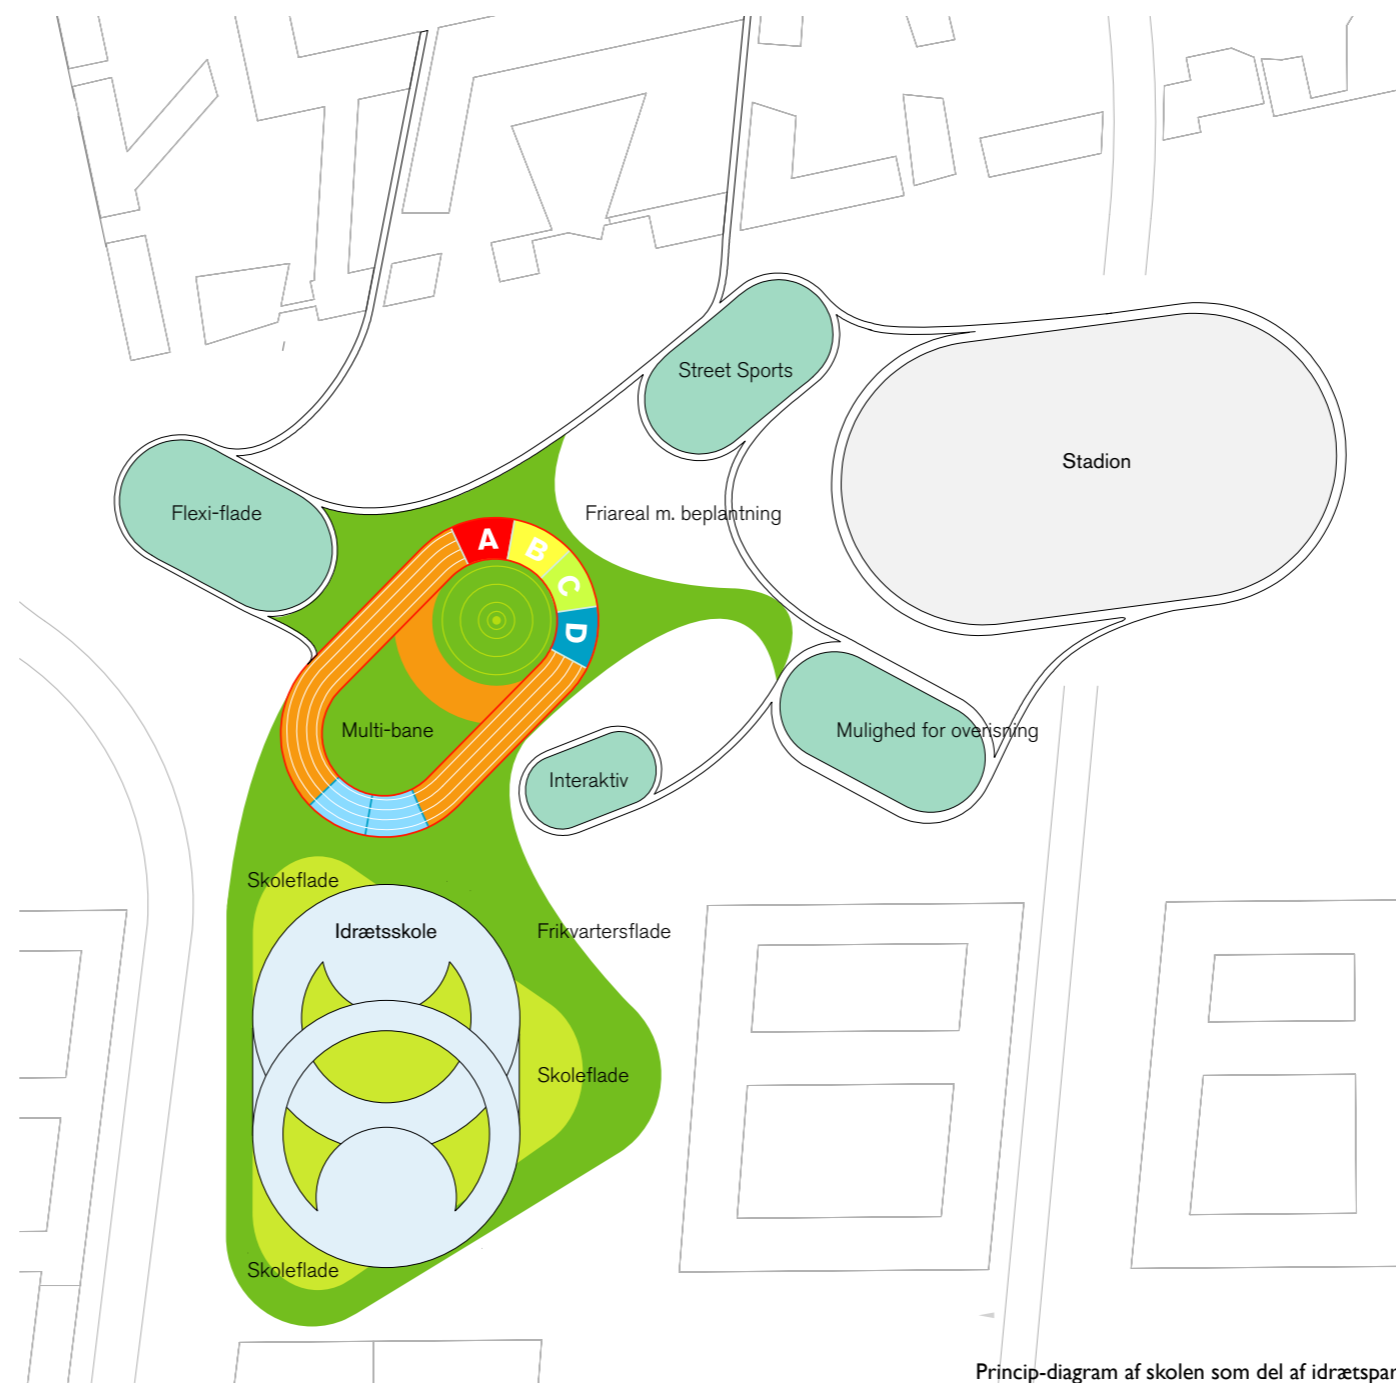 Street Sports
Stadion
Flexi-flade
Friareal m. beplantning
A
B
C
D
Multi-bane
Mulighed for overisning
Interaktiv
Skoleflade
Idrætsskole
Frikvartersflade
Skoleflade
Skoleflade
Princip-diagram af skolen som del af idrætspar